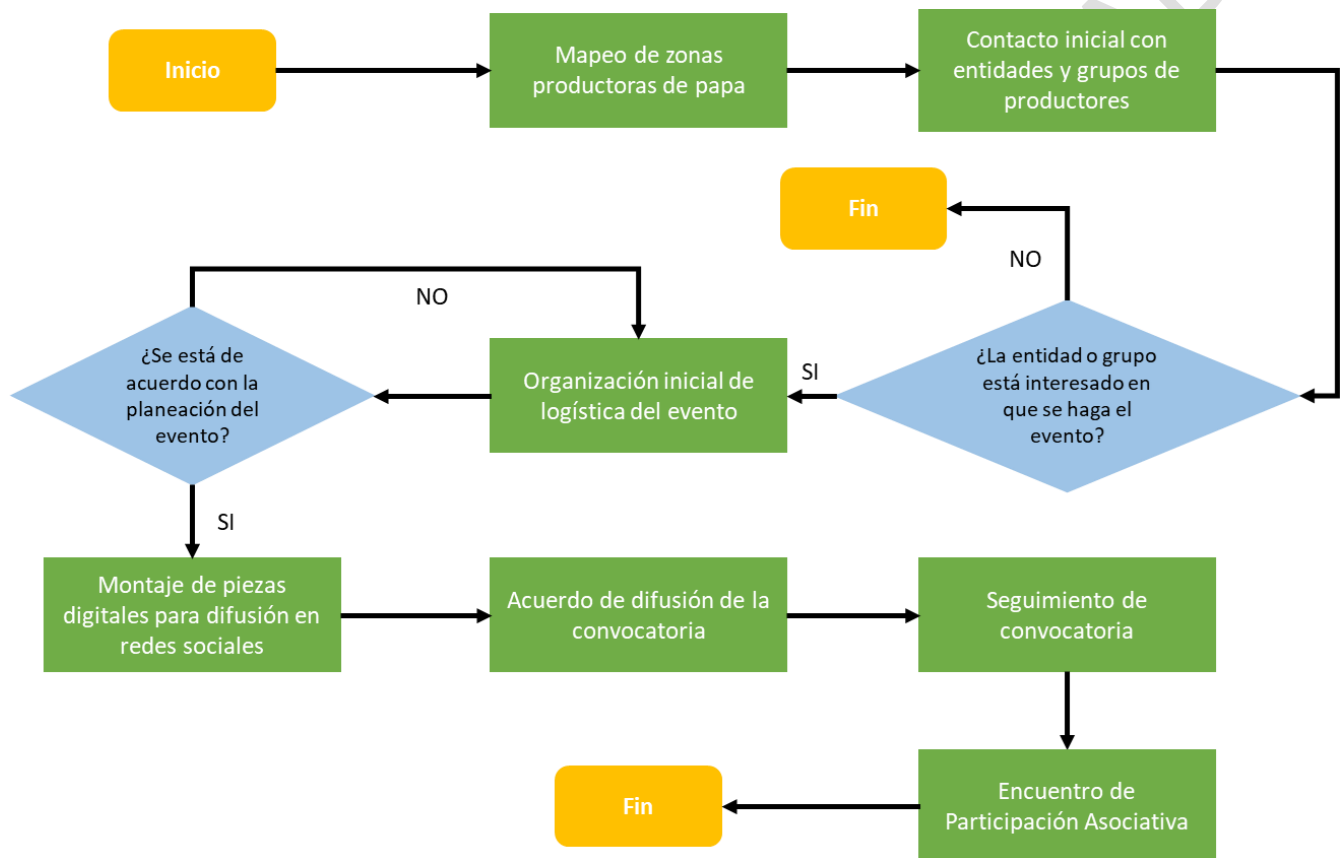 Inicio
Mapeo de zonas
productoras de papa
Contacto inicial con
entidades y grupos de
productores
Fin
NO
¿La entidad o grupo
está interesado en
que se haga el
evento?
SI
Organización inicial de
logística del evento
NO
¿Se está de
acuerdo con la
planeación del
evento?
SI
Montaje de piezas
digitales para difusión en
redes sociales
Acuerdo de difusión de la
convocatoria
Seguimiento de
convocatoria
Encuentro de
Participación Asociativa
Fin